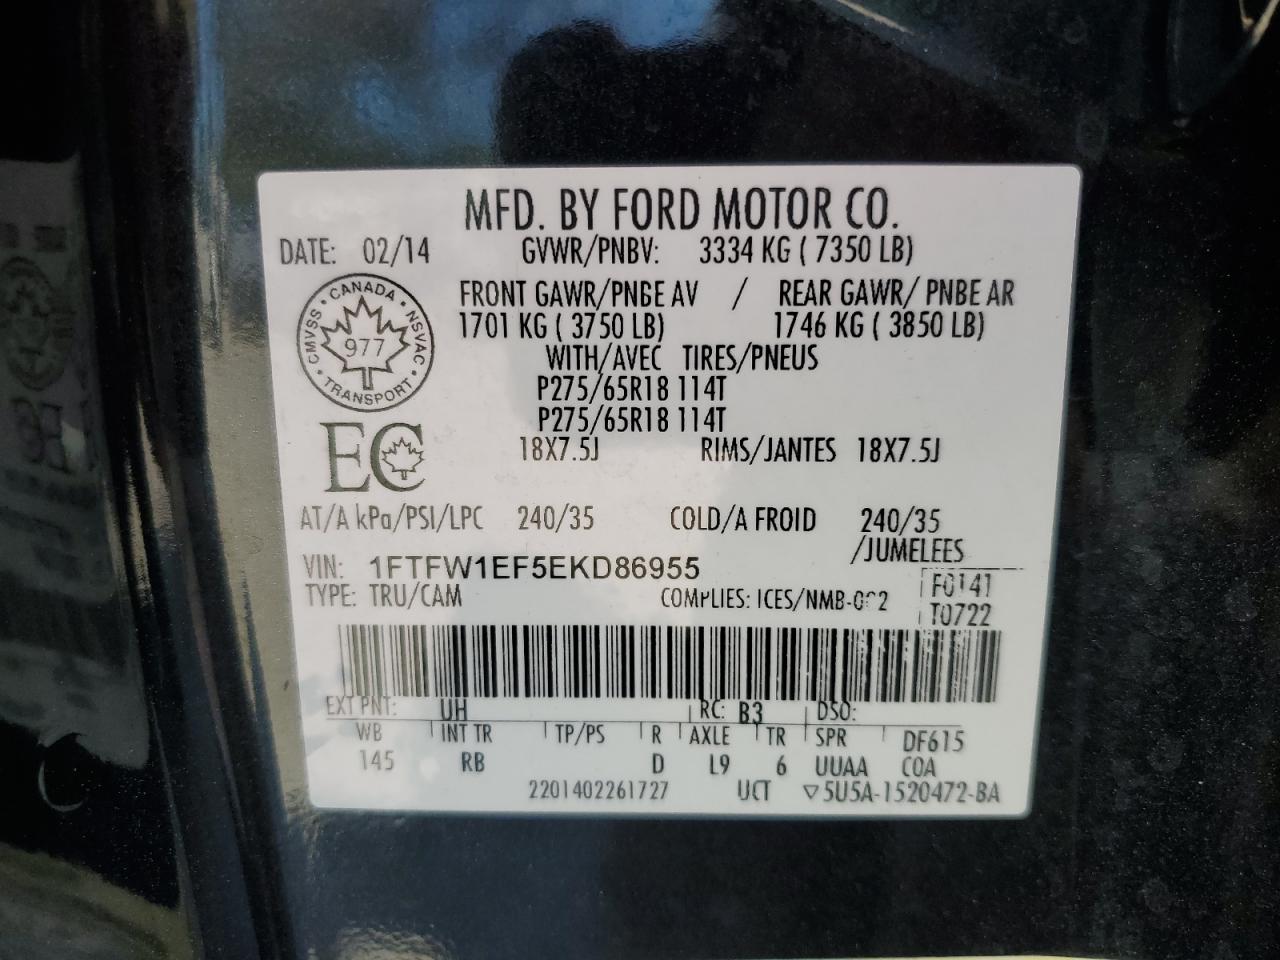 MFD. BY FORD MOTOR CO.
DATE: 02/14 GVWR/PNBV: 3334 KG ( 7350 LB)
FRONT GAWR/PNBE AV / REAR GAWR/ PNBE AR
1701 KG ( 3750 LB) 1746 KG ( 3850 LB)
WITH/AVEC TIRES/PNEUS
P275/65R18 114T
P275/65R18 114T
18X7.5J RIMS/JANTES 18X7.5J
CANADA
CMVSS NSVAC
977
TRANSPORT
EC
AT/A kPa/PSI/LPC 240/35 COLD/A FROID 240/35
/JUMELEES
VIN: 1FTFW1EF5EKD86955
TYPE: TRU/CAM COMPLIES: ICES/NMB-002
F0141
T0722
EXT PNT: UH RC: B3 DSO:
WB INT TR TP/PS R AXLE TR SPR DF615
145 RB D L9 6 UUAA COA
2201402261727 UCT ▽5U5A-1520472-BA